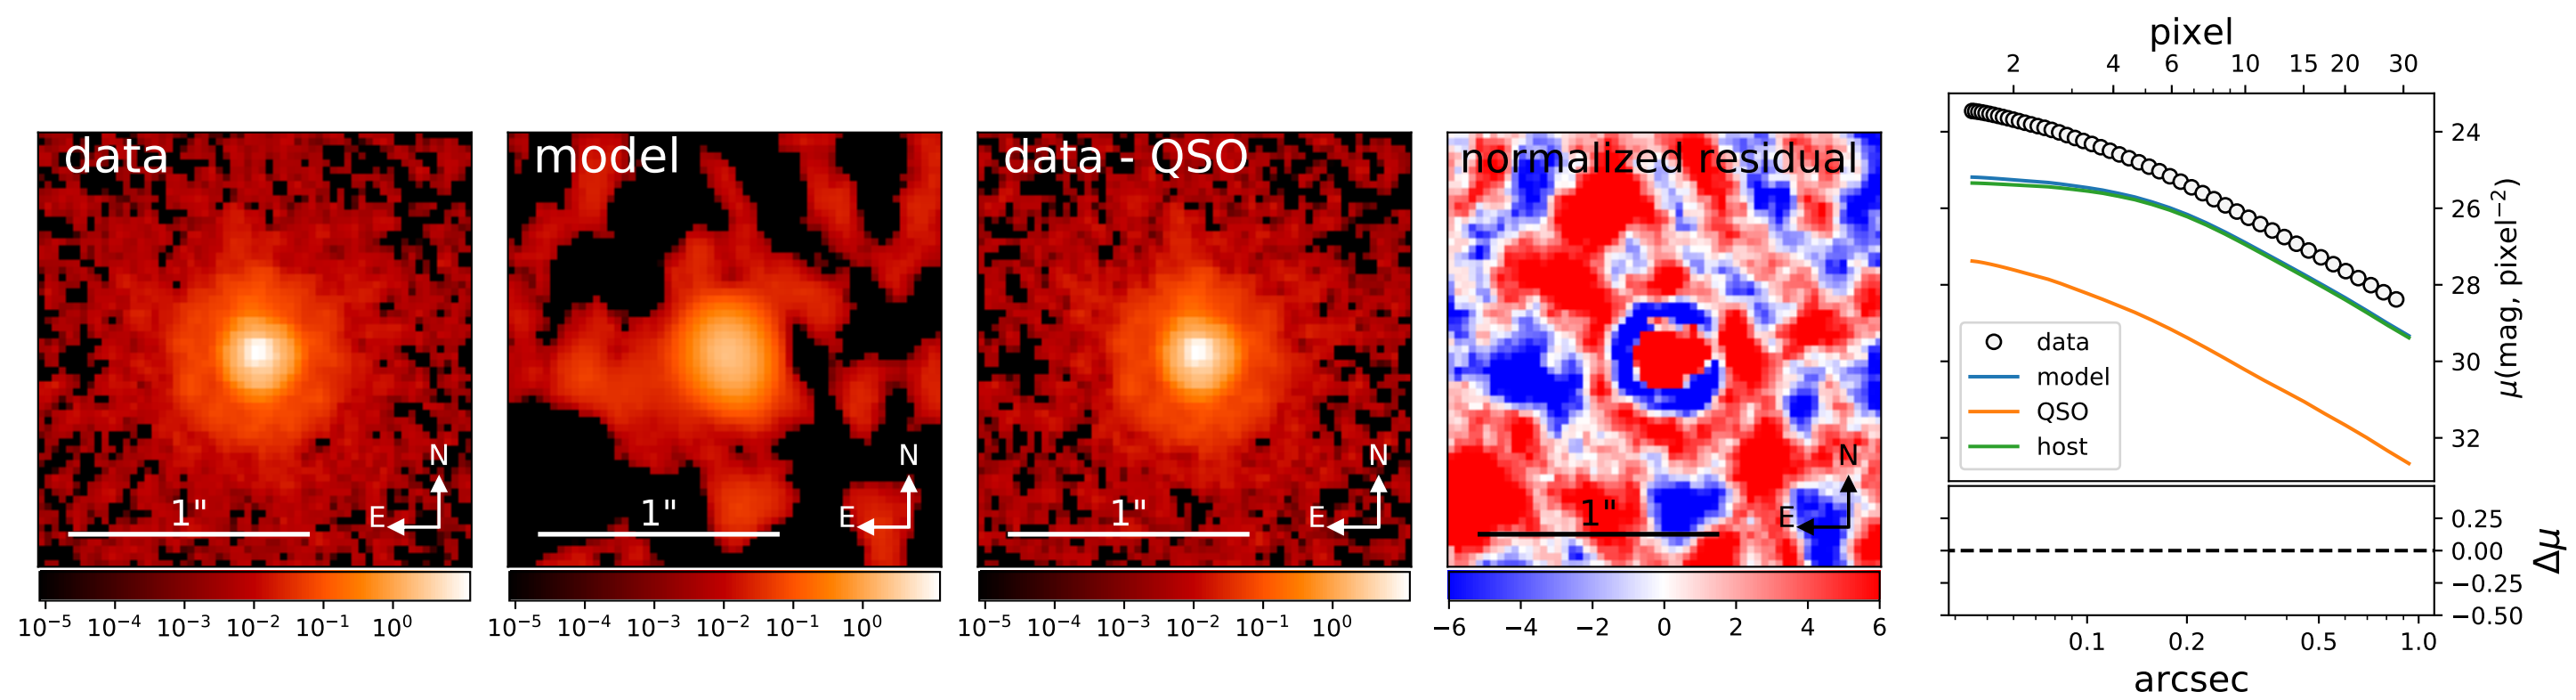 data
N
E
1"
10⁻⁵ 10⁻⁴ 10⁻³ 10⁻² 10⁻¹ 10⁰
model
N
E
1"
10⁻⁵ 10⁻⁴ 10⁻³ 10⁻² 10⁻¹ 10⁰
data - QSO
N
E
1"
10⁻⁵ 10⁻⁴ 10⁻³ 10⁻² 10⁻¹ 10⁰
normalized residual
N
E
1"
−6 −4 −2 0 2 4 6
pixel
2 4 6 10 15 20 30
24
26
28
30
32
μ(mag, pixel⁻²)
data
model
QSO
host
0.25
0.00
−0.25
−0.50
Δμ
0.1 0.2 0.5 1.0
arcsec